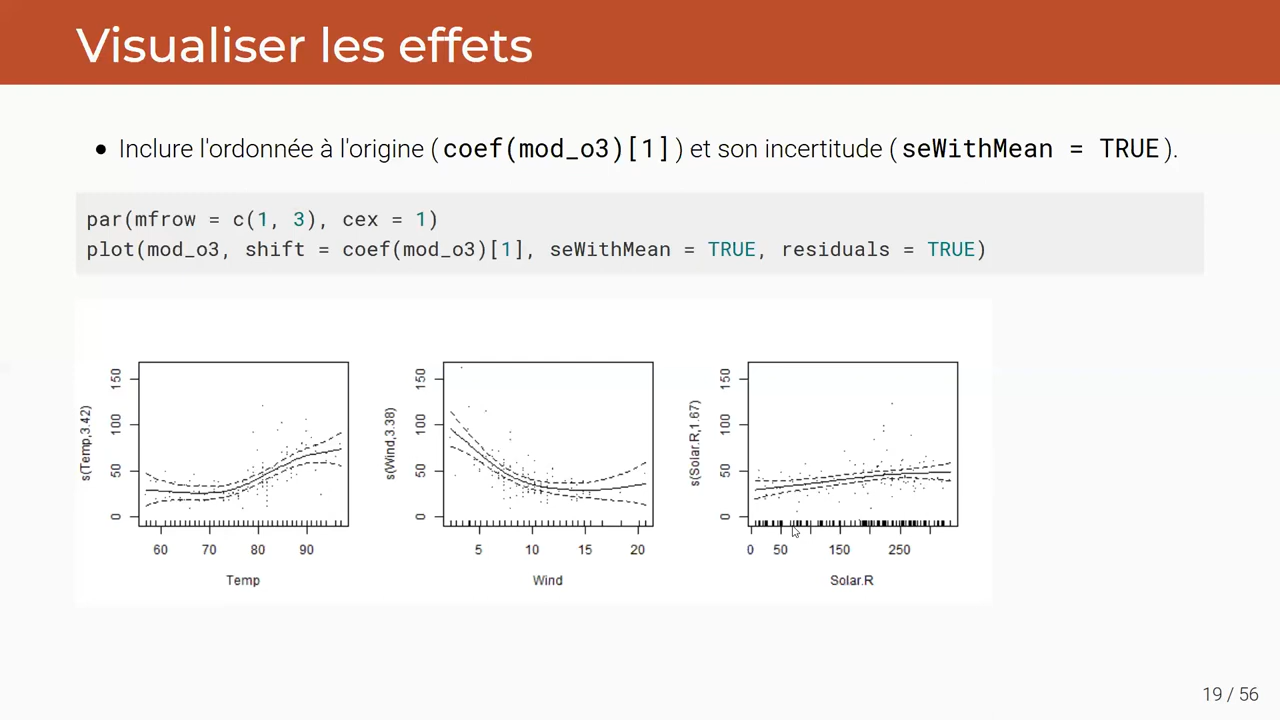 Visualiser les effets
• Inclure l'ordonnée à l'origine (coef(mod_o3)[1]) et son incertitude (seWithMean = TRUE).
par(mfrow = c(1, 3), cex = 1)
plot(mod_o3, shift = coef(mod_o3)[1], seWithMean = TRUE, residuals = TRUE)
s(Temp,3.42)
150
100
50
0
60 70 80 90
Temp
s(Wind,3.38)
150
100
50
0
5 10 15 20
Wind
s(Solar.R,1.67)
150
100
50
0
0 50 150 250
Solar.R
19 / 56